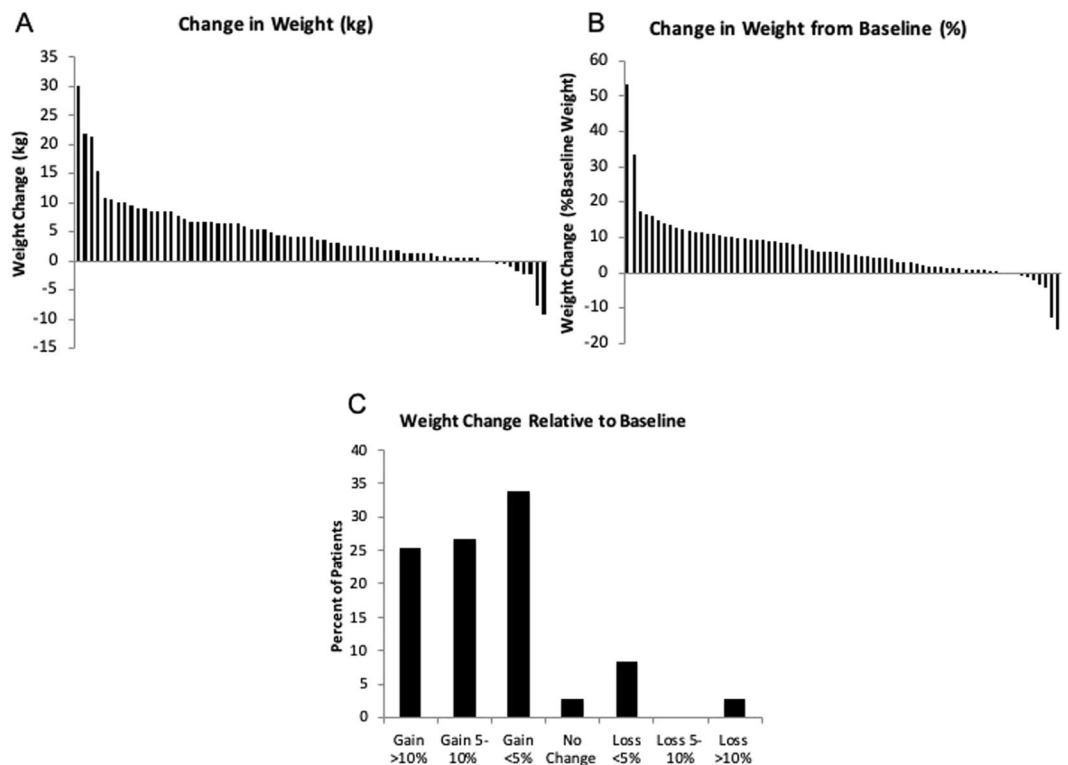 A
Change in Weight (kg)
Weight Change (kg)
35
30
25
20
15
10
5
0
-5
-10
-15
B
Change in Weight from Baseline (%)
Weight Change (%Baseline Weight)
60
50
40
30
20
10
0
-10
-20
C
Weight Change Relative to Baseline
Percent of Patients
40
35
30
25
20
15
10
5
0
Gain >10%
Gain 5-10%
Gain <5%
No Change
Loss <5%
Loss 5-10%
Loss >10%